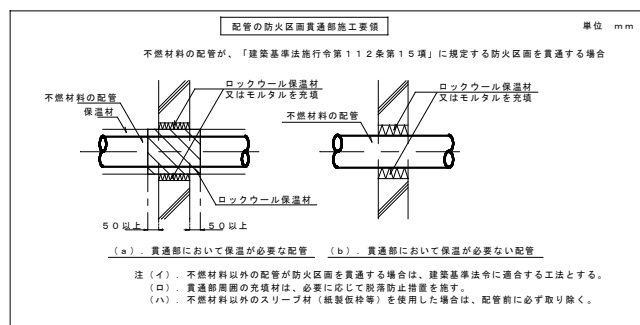 配管の防火区画貫通部施工要領
単位 mm
不燃材料の配管が、「建築基準法施行令第112条第15項」に規定する防火区画を貫通する場合
ロックウール保温材
又はモルタルを充填
不燃材料の配管
保温材
ロックウール保温材
50以上
50以上
(a). 貫通部において保温が必要な配管
ロックウール保温材
又はモルタルを充填
不燃材料の配管
(b). 貫通部において保温が必要ない配管
注(イ). 不燃材料以外の配管が防火区画を貫通する場合は、建築基準法令に適合する工法とする。
(ロ). 貫通部周囲の充填材は、必要に応じて脱落防止措置を施す。
(ハ). 不燃材料以外のスリーブ材(紙製仮枠等)を使用した場合は、配管前に必ず取り除く。